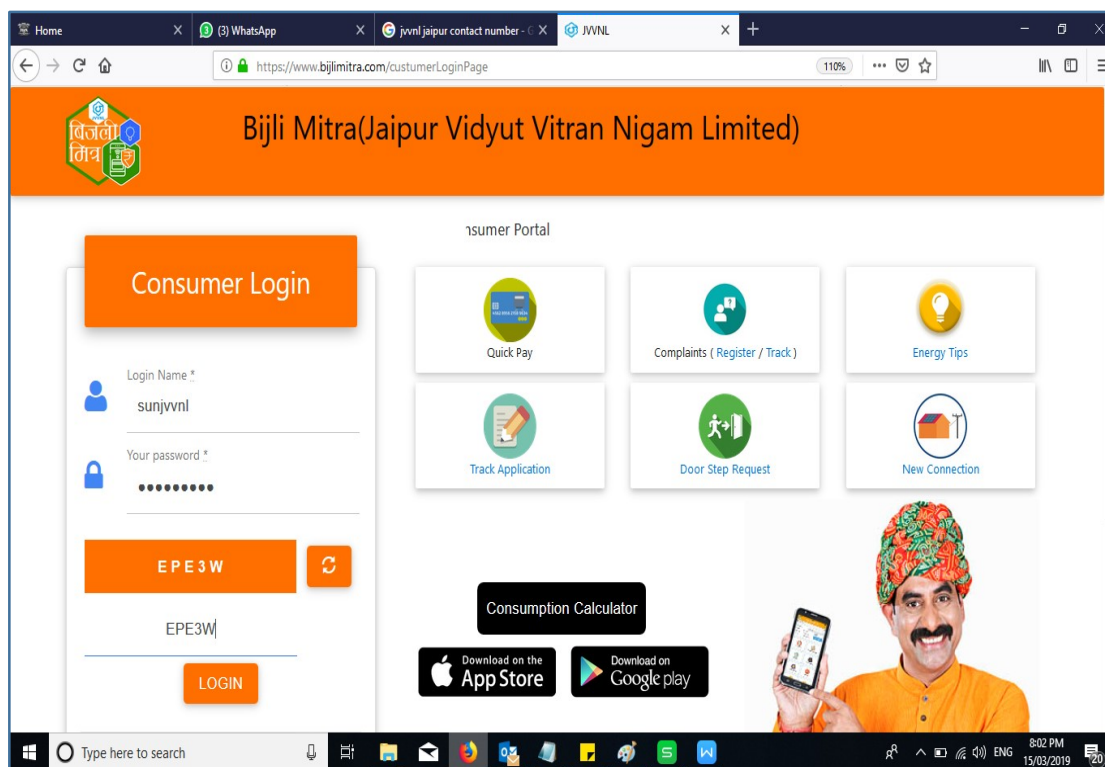 Home
(3) WhatsApp
jvvnl jaipur contact number - G
JVVNL
https://www.bijlimitra.com/custumerLoginPage
110%
बिजली
मित्र
Bijli Mitra(Jaipur Vidyut Vitran Nigam Limited)
nsumer Portal
Consumer Login
Login Name *
sunjvvnl
Your password *
EPE3W
EPE3W
LOGIN
Quick Pay
Complaints ( Register / Track )
Energy Tips
Track Application
Door Step Request
New Connection
Consumption Calculator
Download on the
App Store
Download on
Google play
Type here to search
ENG
8:02 PM
15/03/2019
20